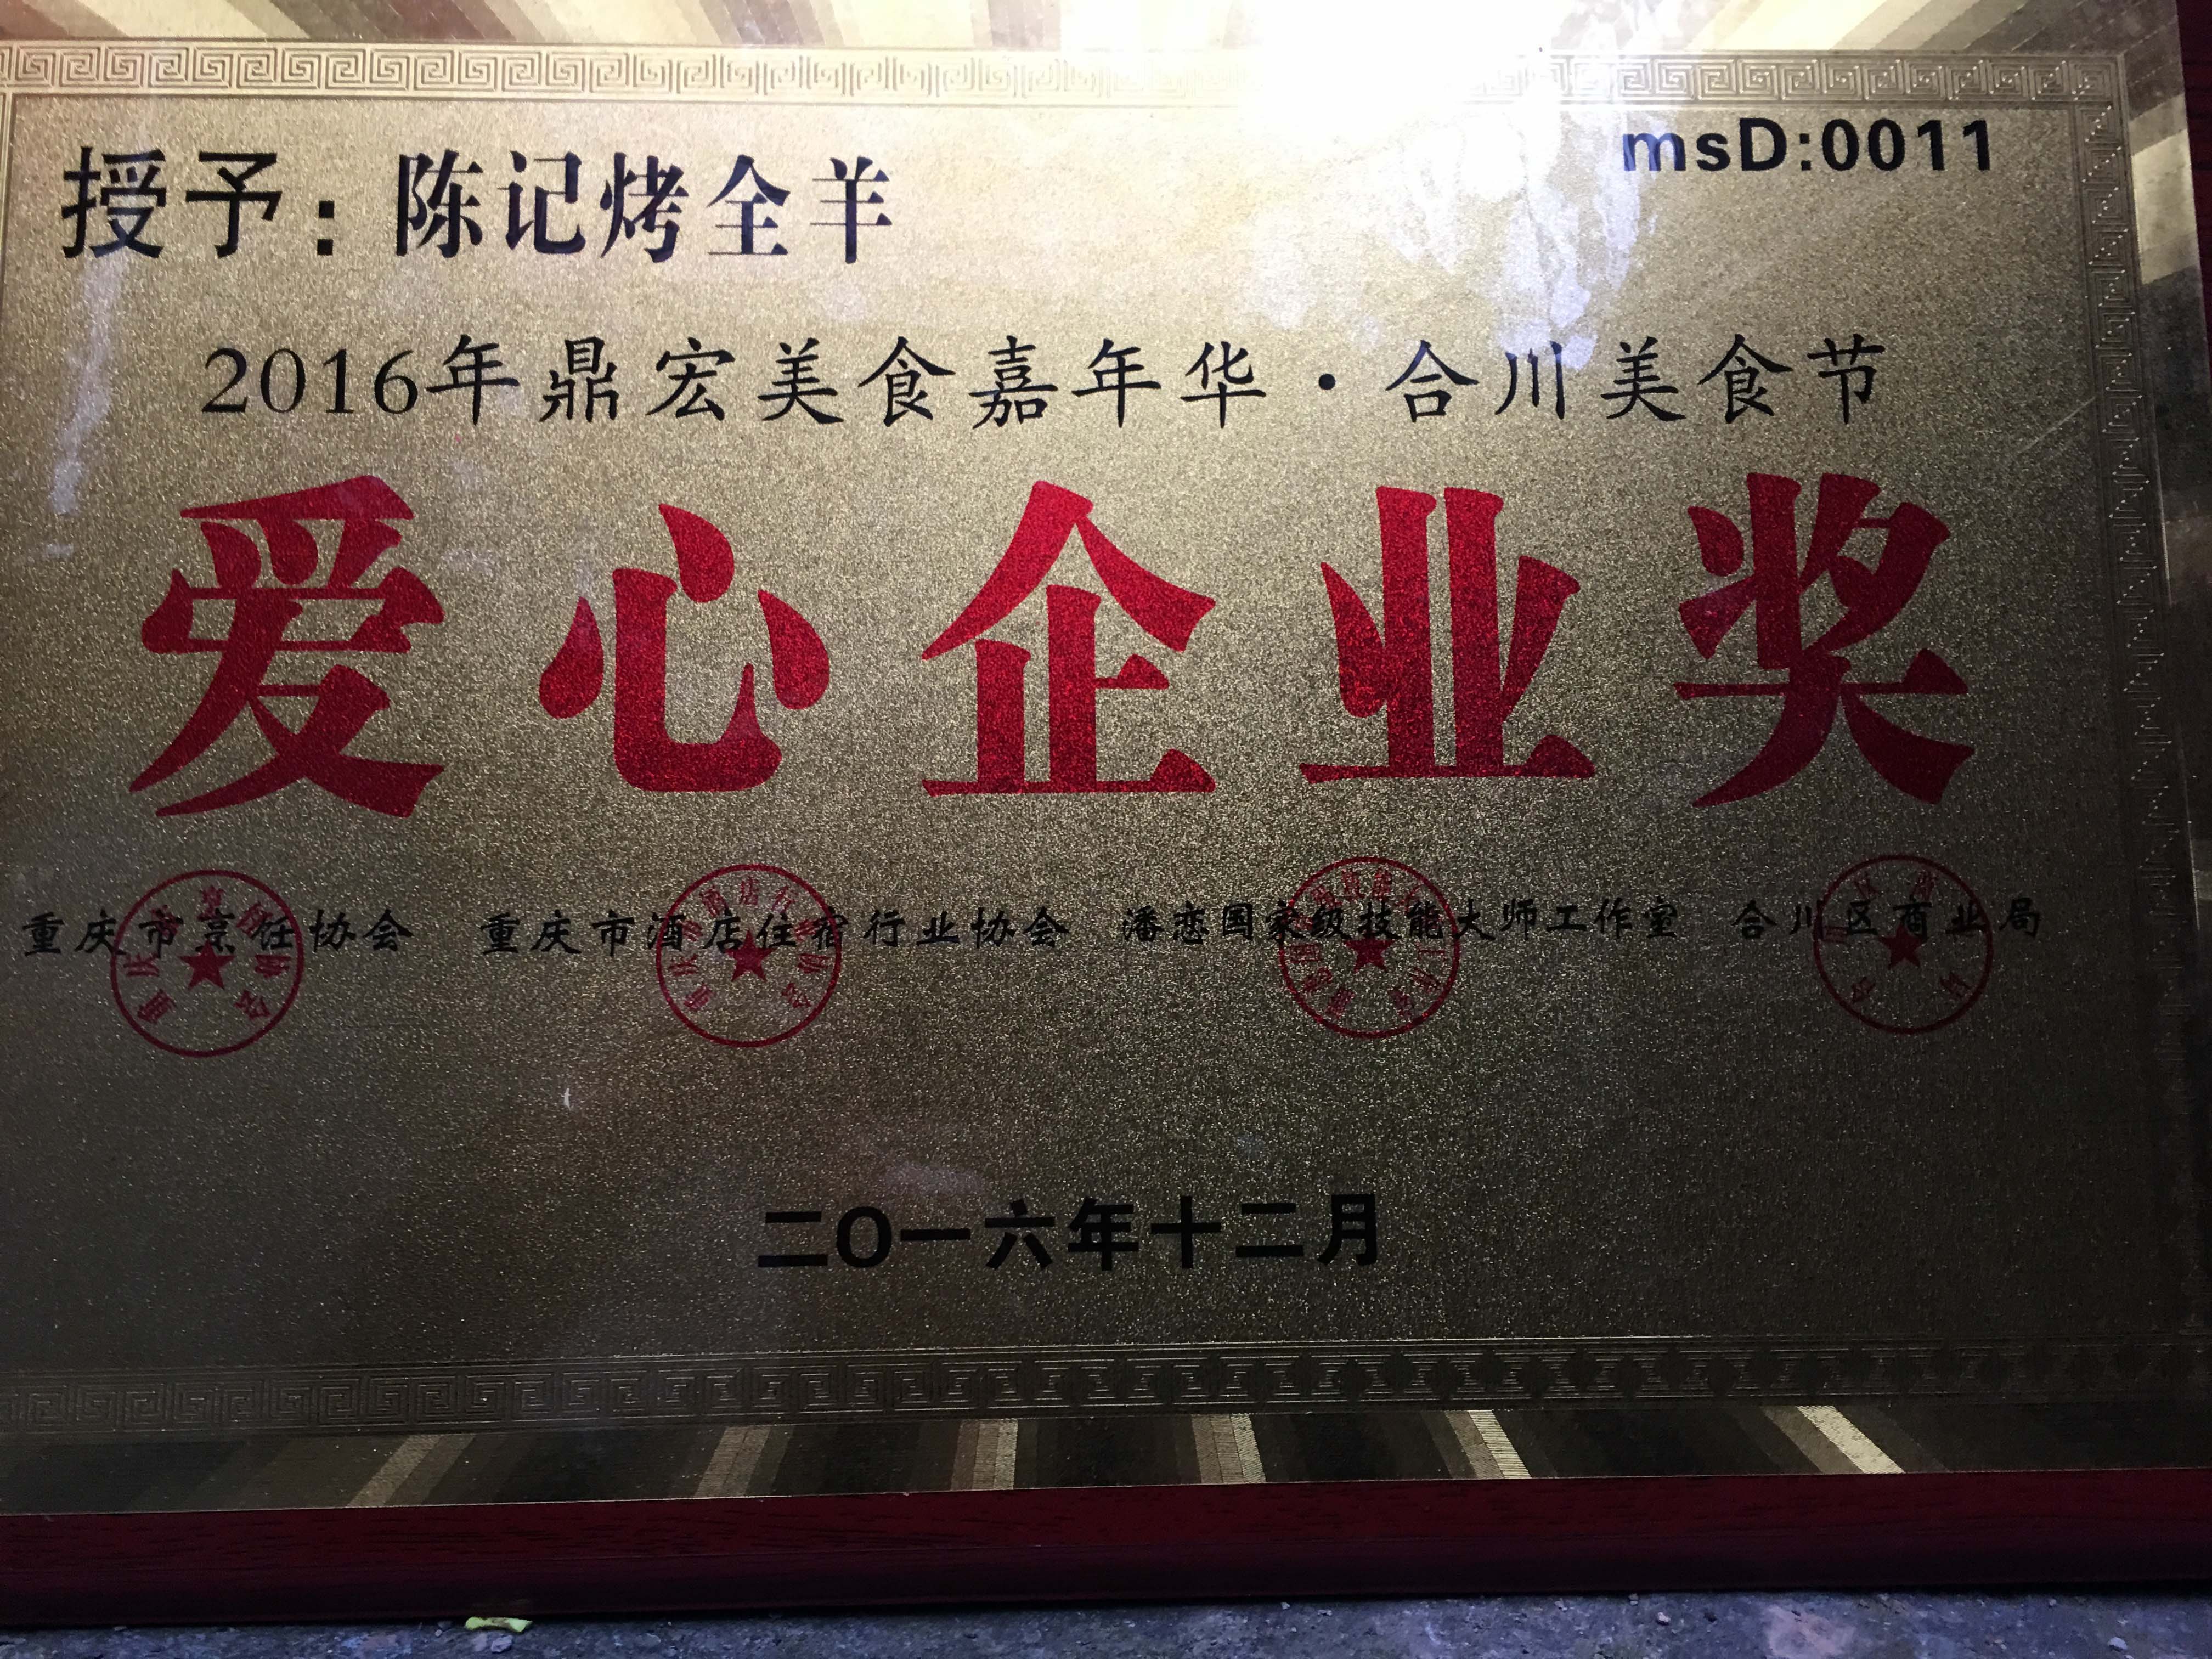 msD:0011
授予：陈记烤全羊
2016年鼎宏美食嘉年华·合川美食节
爱心企业奖
重庆市烹饪协会 重庆市酒店住宿行业协会 潘恋国家级技能大师工作室 合川区商业局
二〇一六年十二月